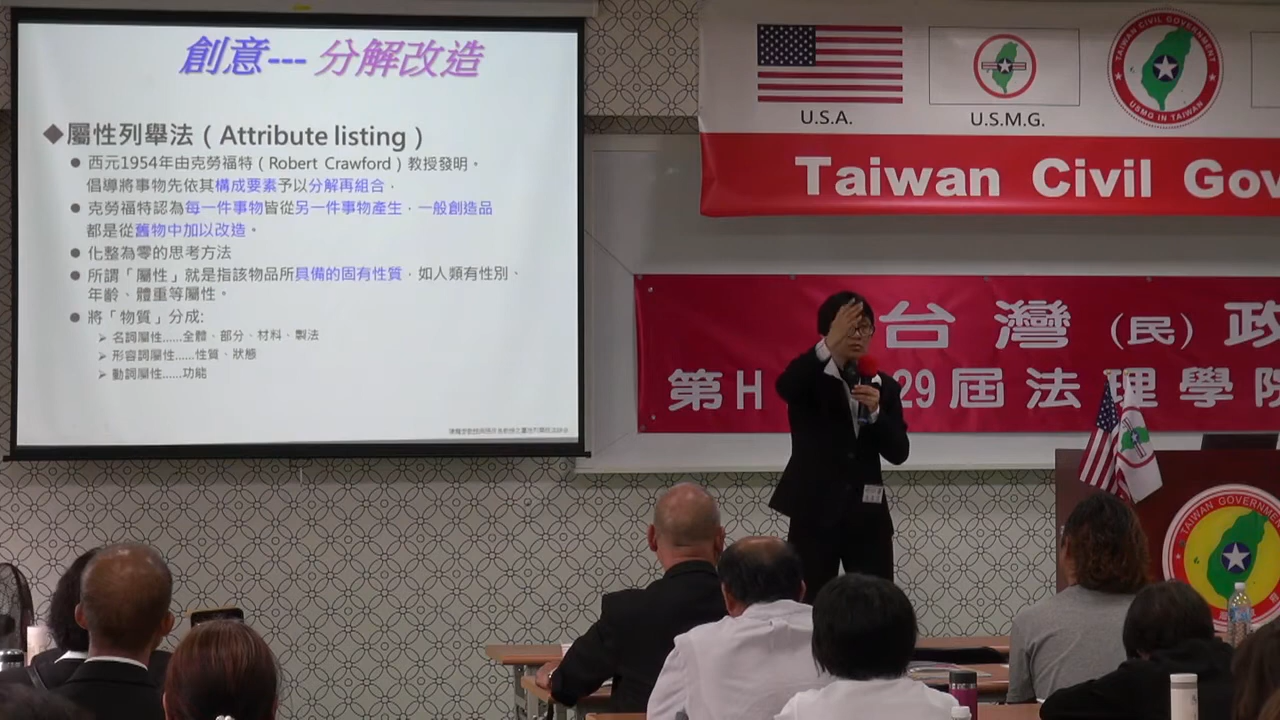 創意--- 分解改造
◆屬性列舉法（Attribute listing）
● 西元1954年由克勞福特（Robert Crawford）教授發明。
倡導將事物先依其構成要素予以分解再組合，
● 克勞福特認為每一件事物皆從另一件事物產生，一般創造品
都是從舊物中加以改造。
● 化整為零的思考方法
● 所謂「屬性」就是指該物品所具備的固有性質，如人類有性別、
年齡、體重等屬性。
● 將「物質」分成:
➢ 名詞屬性......全體、部分、材料、製法
➢ 形容詞屬性......性質、狀態
➢ 動詞屬性......功能
U.S.A.
U.S.M.G.
TAIWAN CIVIL GOVERNMENT
USMG IN TAIWAN
Taiwan Civil Gov
台灣（民）政
第H 29屆法理學院
TAIWAN GOVERNMENT